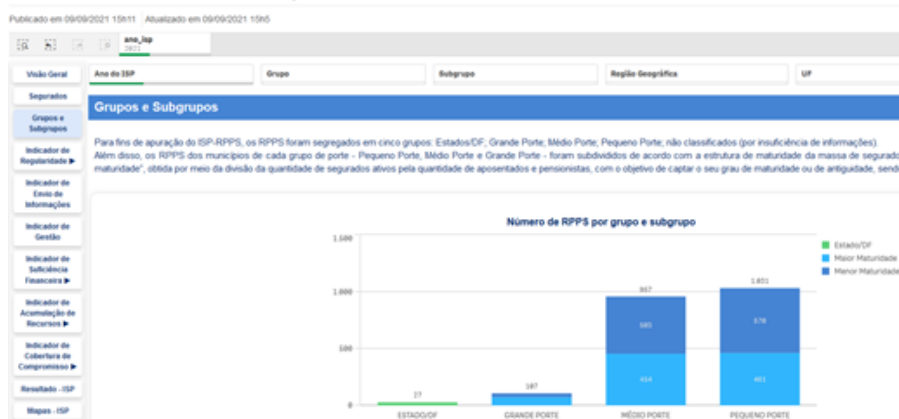 Publicado em 09/09/2021 15h11 Atualizado em 09/09/2021 15h5
ano_isp
2021
Visão Geral
Ano do ISP
Grupo
Subgrupo
Região Geográfica
UF
Segurados
Grupos e Subgrupos
Grupos e
Subgrupos
Para fins de apuração do ISP-RPPS, os RPPS foram segregados em cinco grupos: Estados/DF; Grande Porte; Médio Porte; Pequeno Porte; não classificados (por insuficiência de informações).
Além disso, os RPPS dos municípios de cada grupo de porte - Pequeno Porte, Médio Porte e Grande Porte - foram subdivididos de acordo com a estrutura de maturidade da massa de segurado
maturidade", obtida por meio da divisão da quantidade de segurados ativos pela quantidade de aposentados e pensionistas, com o objetivo de captar o seu grau de maturidade ou de antiguidade, send
Indicador de
Regularidade ▶
Indicador de
Envio de
Informações
Indicador de
Gestão
Indicador de
Suficiência
Financeira ▶
Indicador de
Acumulação de
Recursos ▶
Indicador de
Cobertura de
Compromisso ▶
Resultado - ISP
Mapas - ISP
Número de RPPS por grupo e subgrupo
Estado/DF
Maior Maturidade
Menor Maturidade
1.500
1.000
500
0
27
107
454
461
570
ESTADO/DF
GRANDE PORTE
MÉDIO PORTE
PEQUENO PORTE